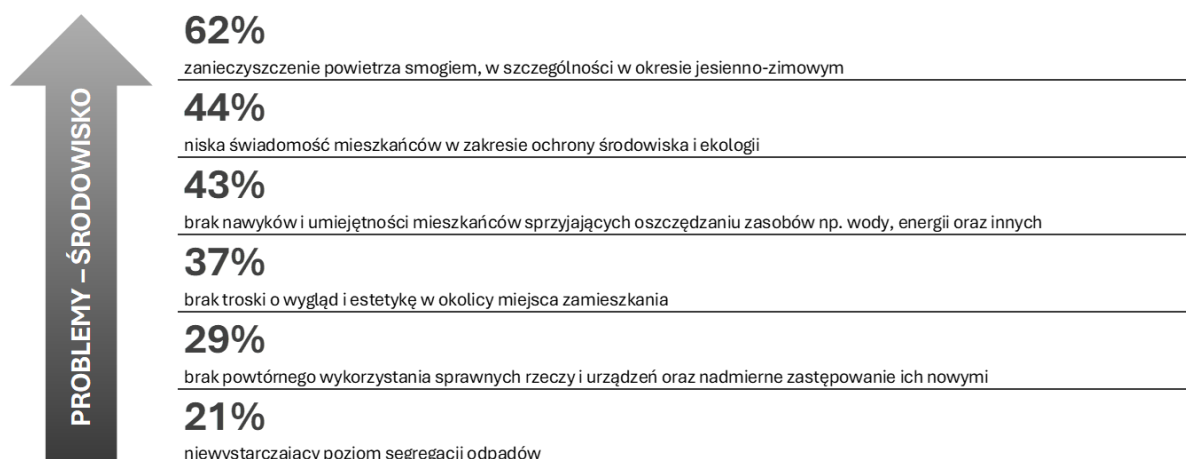 PROBLEMY – ŚRODOWISKO
62%
zanieczyszczenie powietrza smogiem, w szczególności w okresie jesienno-zimowym
44%
niska świadomość mieszkańców w zakresie ochrony środowiska i ekologii
43%
brak nawyków i umiejętności mieszkańców sprzyjających oszczędzaniu zasobów np. wody, energii oraz innych
37%
brak troski o wygląd i estetykę w okolicy miejsca zamieszkania
29%
brak powtórnego wykorzystania sprawnych rzeczy i urządzeń oraz nadmierne zastępowanie ich nowymi
21%
niewystarczający poziom segregacji odpadów